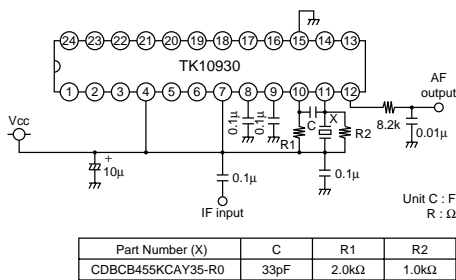 24 23 22 21 20 19 18 17 16 15 14 13
TK10930
1 2 3 4 5 6 7 8 9 10 11 12
AF
output
Vcc
+
10μ
0.1μ
0.1μ
C
X
R1
R2
8.2k
0.01μ
0.1μ
0.1μ
IF input
Unit C : F
R : Ω
Part Number (X) C R1 R2
CDBCB455KCAY35-R0 33pF 2.0kΩ 1.0kΩ